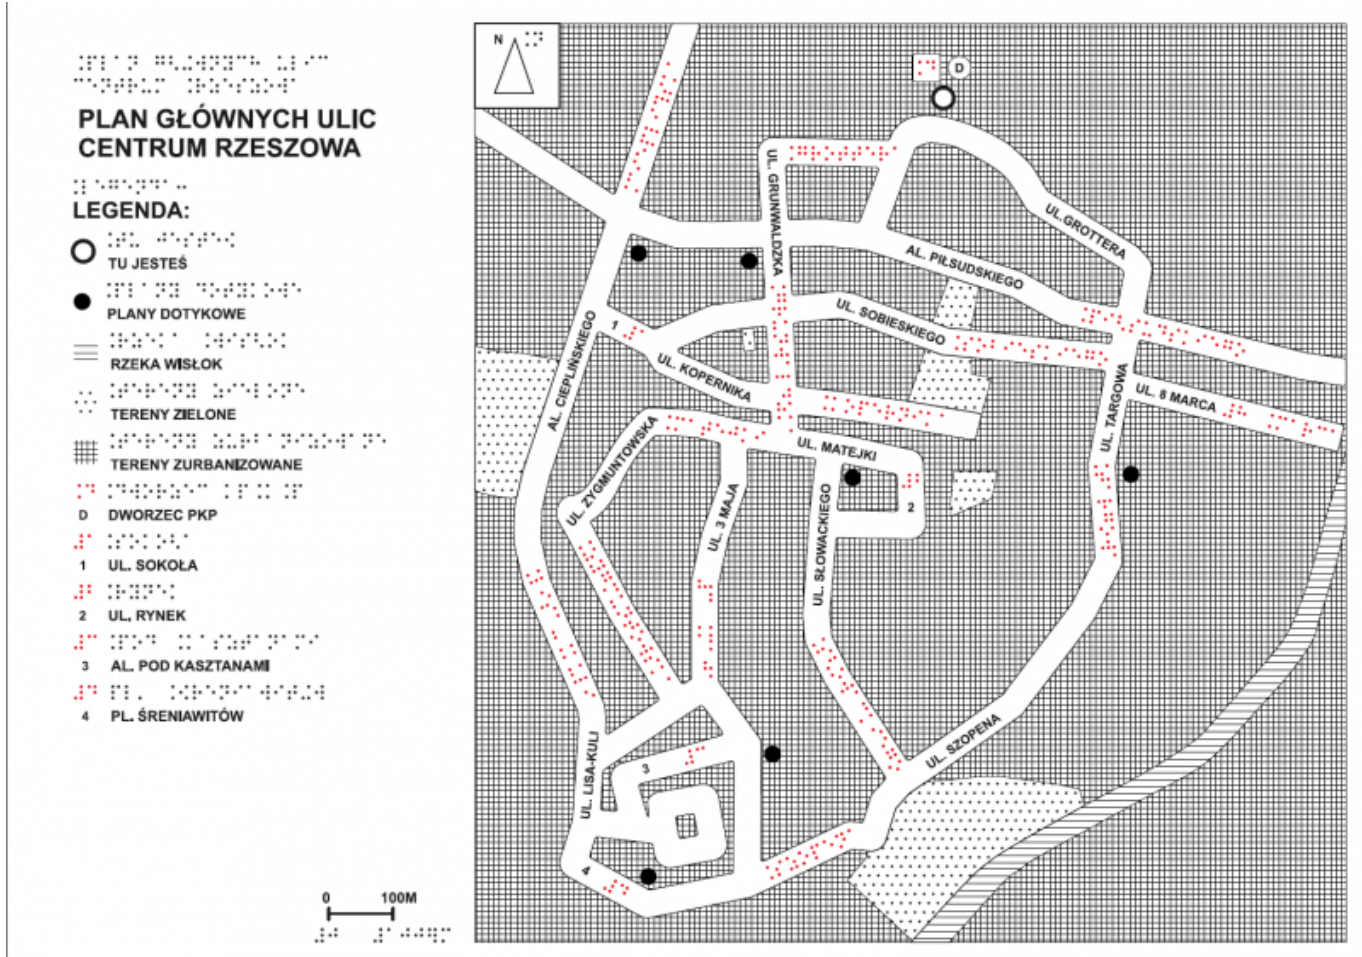 PLAN GŁÓWNYCH ULIC
CENTRUM RZESZOWA
LEGENDA:
TU JESTEŚ
PLANY DOTYKOWE
RZEKA WISŁOK
TERENY ZIELONE
TERENY ZURBANIZOWANE
D DWORZEC PKP
1 UL. SOKOŁA
2 UL, RYNEK
3 AL. POD KASZTANAMI
4 PL. ŚRENIAWITÓW
0 100M
N
D
UL. GRUNWALDZKA
UL.GROTTERA
AL. PIŁSUDSKIEGO
UL. SOBIESKIEGO
1
AL. CIEPLIŃSKIEGO
UL. KOPERNIKA
UL. TARGOWA
UL. 8 MARCA
UL. ZYGMUNTOWSKA
UL. MATEJKI
UL. 3 MAJA
UL. SŁOWACKIEGO
2
UL. SZOPENA
UL. LISA-KULI
3
4